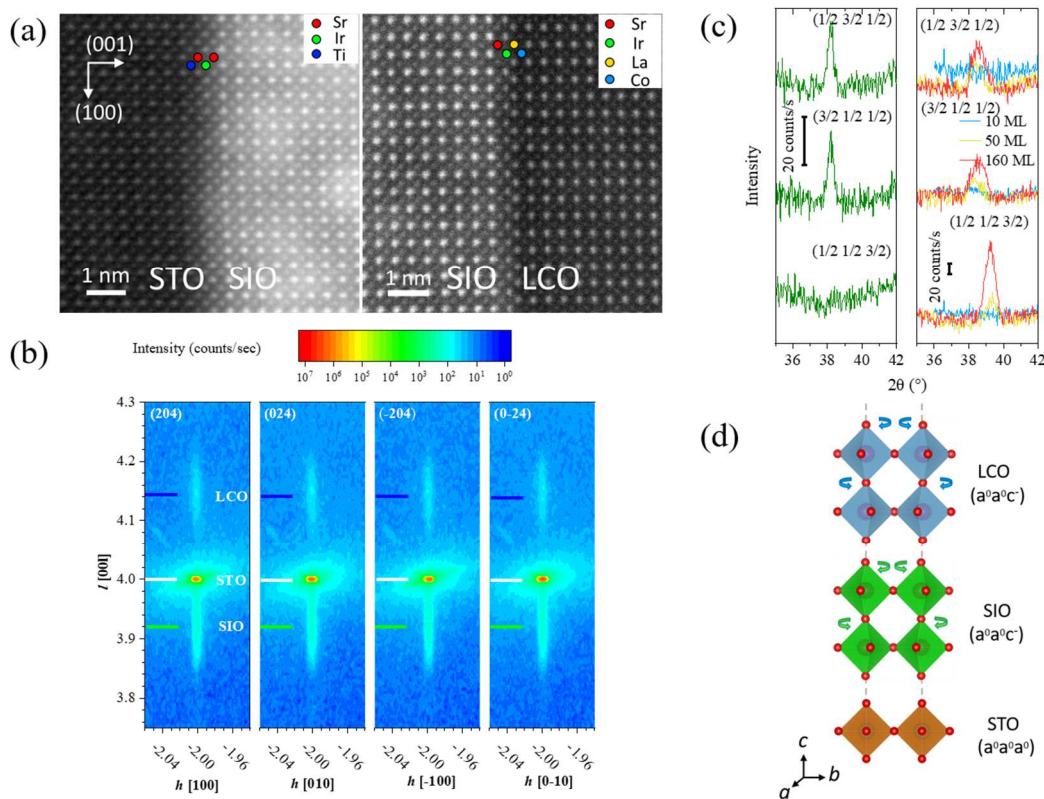 (a)
(001)
(100)
Sr
Ir
Ti
1 nm
STO
SIO
Sr
Ir
La
Co
1 nm
SIO
LCO
(b)
Intensity (counts/sec)
10⁷ 10⁶ 10⁵ 10⁴ 10³ 10² 10¹ 10⁰
l [00l]
4.3
4.2
4.1
4.0
3.9
3.8
(204)
LCO
STO
SIO
-2.04 -2.00 -1.96
h [100]
(024)
-2.04 -2.00 -1.96
h [010]
(-204)
-2.04 -2.00 -1.96
h [-100]
(0-24)
-2.04 -2.00 -1.96
h [0-10]
(c)
Intensity
(1/2 3/2 1/2)
20 counts/s
(3/2 1/2 1/2)
(1/2 1/2 3/2)
36 38 40 42
(1/2 3/2 1/2)
(3/2 1/2 1/2)
10 ML
50 ML
160 ML
(1/2 1/2 3/2)
20 counts/s
36 38 40 42
2θ (°)
(d)
LCO
(a⁰a⁰c⁻)
SIO
(a⁰a⁰c⁻)
STO
(a⁰a⁰a⁰)
c
b
a